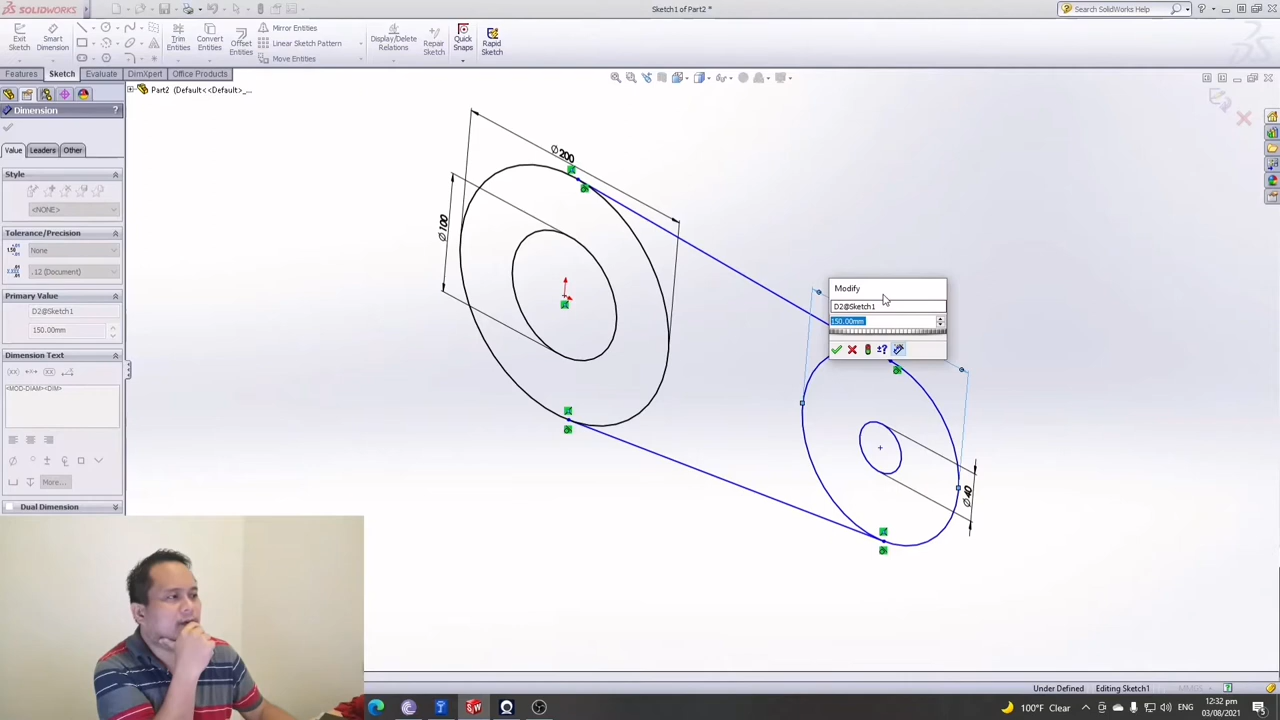 SOLIDWORKS
Sketch1 of Part2 *
Search SolidWorks Help
Exit Sketch
Smart Dimension
Trim Entities
Convert Entities
Offset Entities
Mirror Entities
Linear Sketch Pattern
Move Entities
Display/Delete Relations
Repair Sketch
Quick Snaps
Rapid Sketch
Features
Sketch
Evaluate
DimXpert
Office Products
Part2 (Default<<Default>_...
Dimension
?
Value
Leaders
Other
Style
<NONE>
Tolerance/Precision
None
.12 (Document)
Primary Value
D2@Sketch1
150.00mm
Dimension Text
<MOD-DIAM><DIM>
More...
Dual Dimension
Ø200
Ø100
Modify
D2@Sketch1
150.00mm
±?
Ø40
Under Defined
Editing Sketch1
MMGS
100°F Clear
12:32 pm
03/08/2021